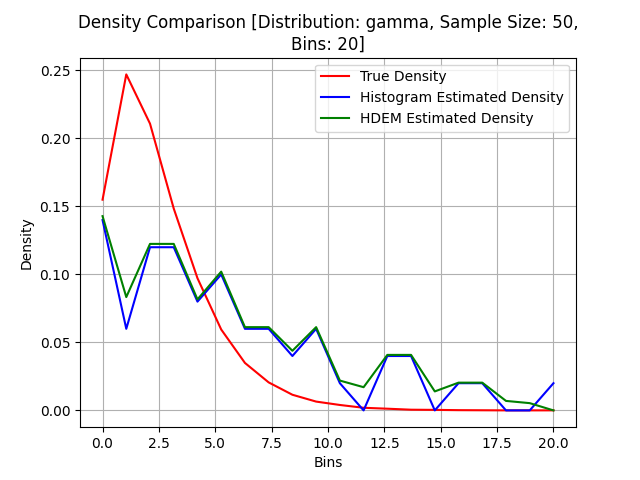 Density Comparison [Distribution: gamma, Sample Size: 50,
Bins: 20]
True Density
Histogram Estimated Density
HDEM Estimated Density
0.25
0.20
0.15
0.10
0.05
0.00
Density
0.0 2.5 5.0 7.5 10.0 12.5 15.0 17.5 20.0
Bins